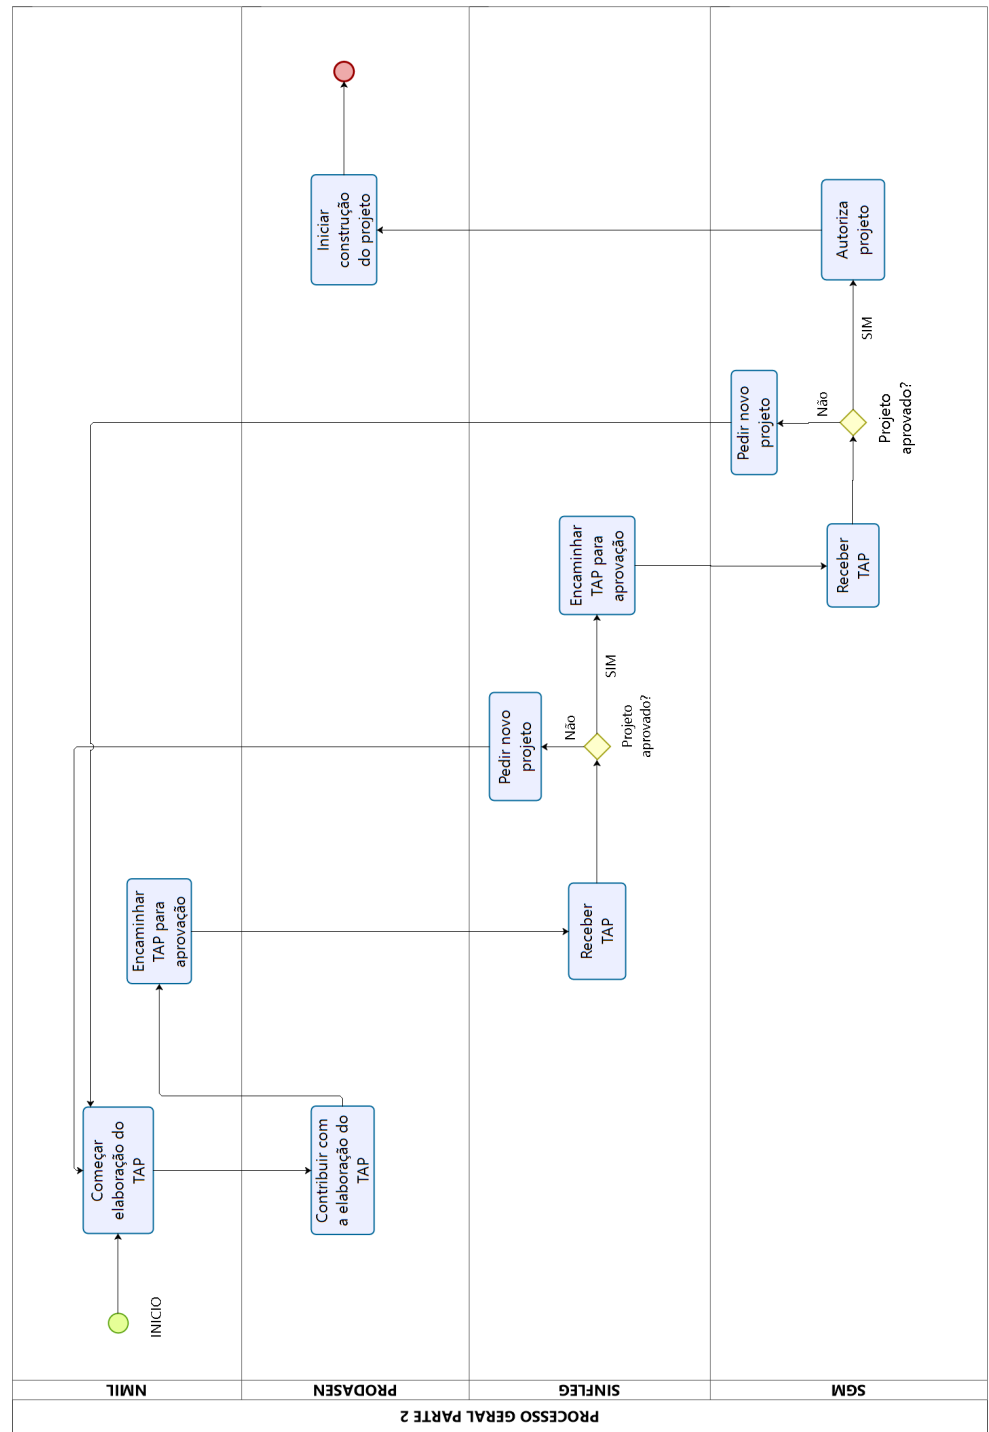 PROCESSO GERAL PARTE 2
NMIL
PRODASEN
SINFLEG
SGM
INICIO
Começar
elaboração do
TAP
Contribuir com
a elaboração do
TAP
Encaminhar
TAP para
aprovação
Receber
TAP
Projeto
aprovado?
Não
Pedir novo
projeto
SIM
Encaminhar
TAP para
aprovação
Receber
TAP
Projeto
aprovado?
Não
Pedir novo
projeto
SIM
Autoriza
projeto
Iniciar
construção
do projeto